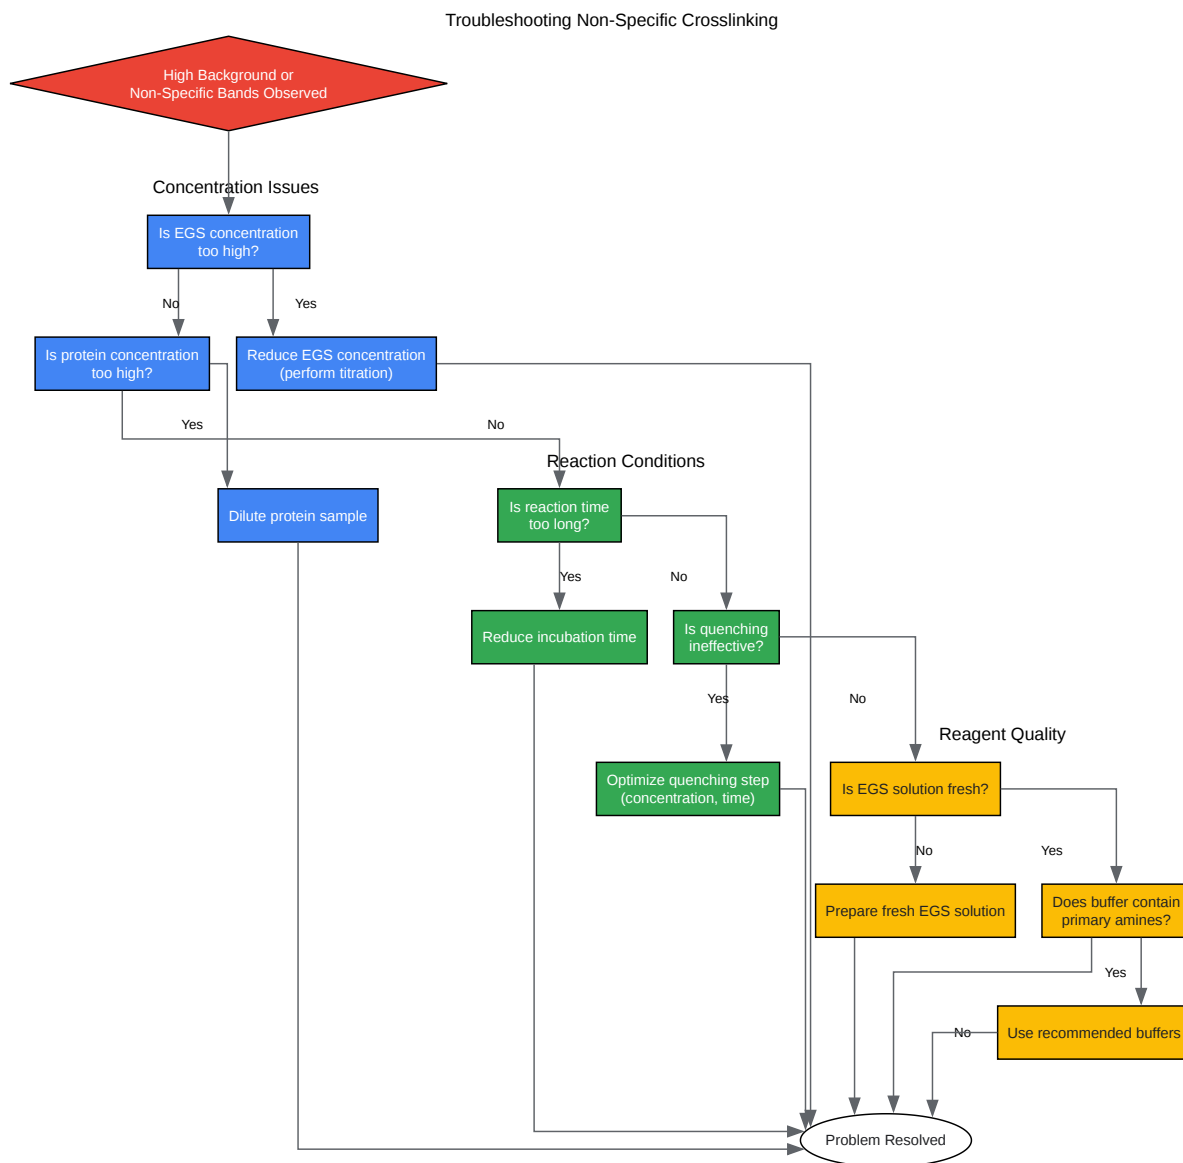 Troubleshooting Non-Specific Crosslinking
High Background or
Non-Specific Bands Observed
Concentration Issues
Is EGS concentration
too high?
No
Yes
Is protein concentration
too high?
Reduce EGS concentration
(perform titration)
Yes
No
Reaction Conditions
Dilute protein sample
Is reaction time
too long?
Yes
No
Reduce incubation time
Is quenching
ineffective?
Yes
No
Reagent Quality
Optimize quenching step
(concentration, time)
Is EGS solution fresh?
No
Yes
Prepare fresh EGS solution
Does buffer contain
primary amines?
Yes
Use recommended buffers
No
Problem Resolved